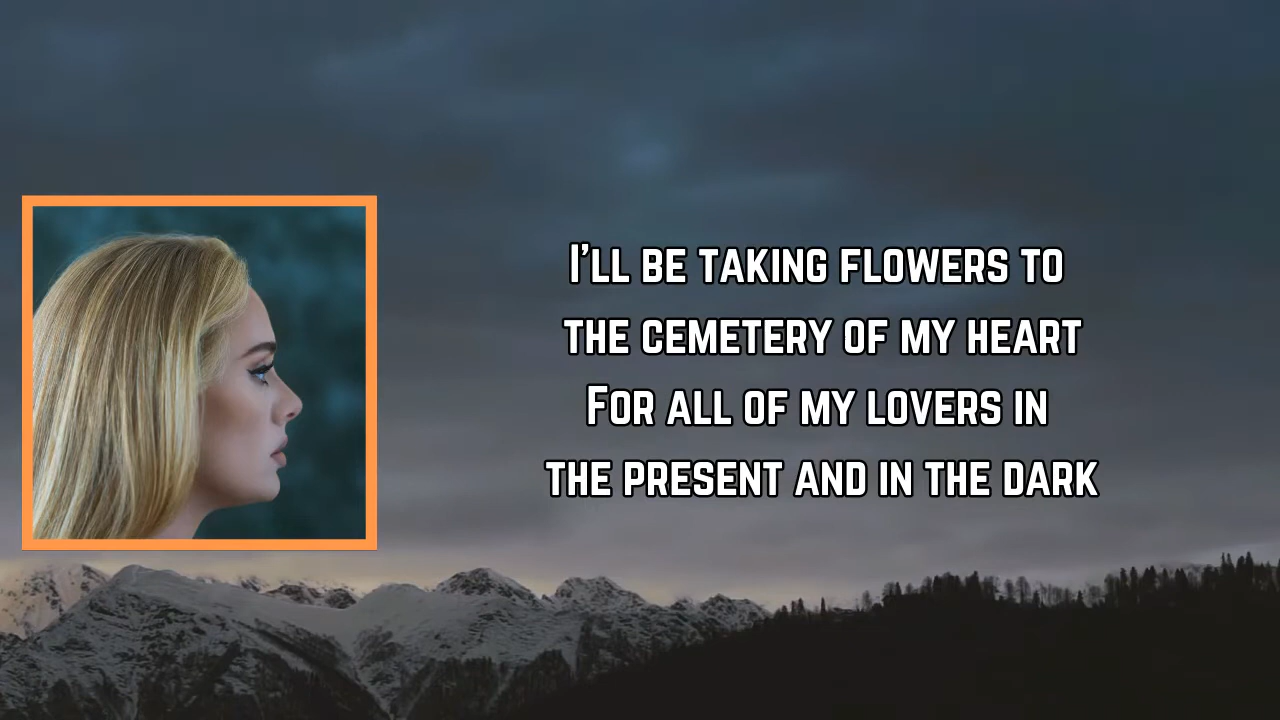 I'll be taking flowers to
the cemetery of my heart
For all of my lovers in
the present and in the dark